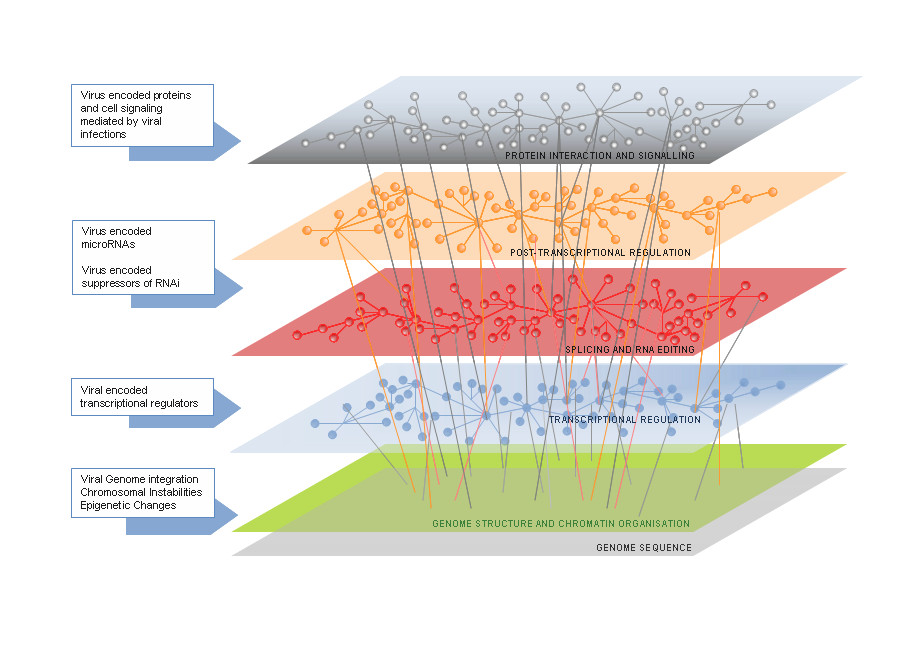 Virus encoded proteins
and cell signaling
mediated by viral
infections
PROTEIN INTERACTION AND SIGNALLING
Virus encoded
microRNAs
Virus encoded
suppressors of RNAi
POST-TRANSCRIPTIONAL REGULATION
SPLICING AND RNA EDITING
Viral encoded
transcriptional regulators
TRANSCRIPTIONAL REGULATION
Viral Genome integration
Chromosomal Instabilities
Epigenetic Changes
GENOME STRUCTURE AND CHROMATIN ORGANISATION
GENOME SEQUENCE